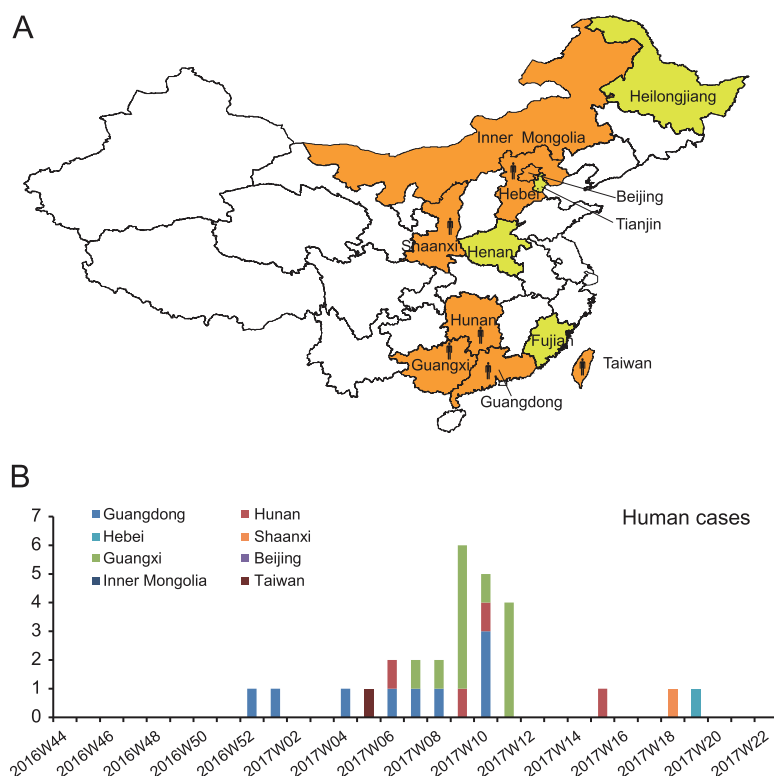 A
Heilongjiang
Inner Mongolia
Beijing
Hebei
Tianjin
Shaanxi
Henan
Hunan
Fujian
Guangxi
Taiwan
Guangdong
B
Human cases
Guangdong Hunan
Hebei Shaanxi
Guangxi Beijing
Inner Mongolia Taiwan
7
6
5
4
3
2
1
0
2016W44 2016W46 2016W48 2016W50 2016W52 2017W02 2017W04 2017W06 2017W08 2017W10 2017W12 2017W14 2017W16 2017W18 2017W20 2017W22